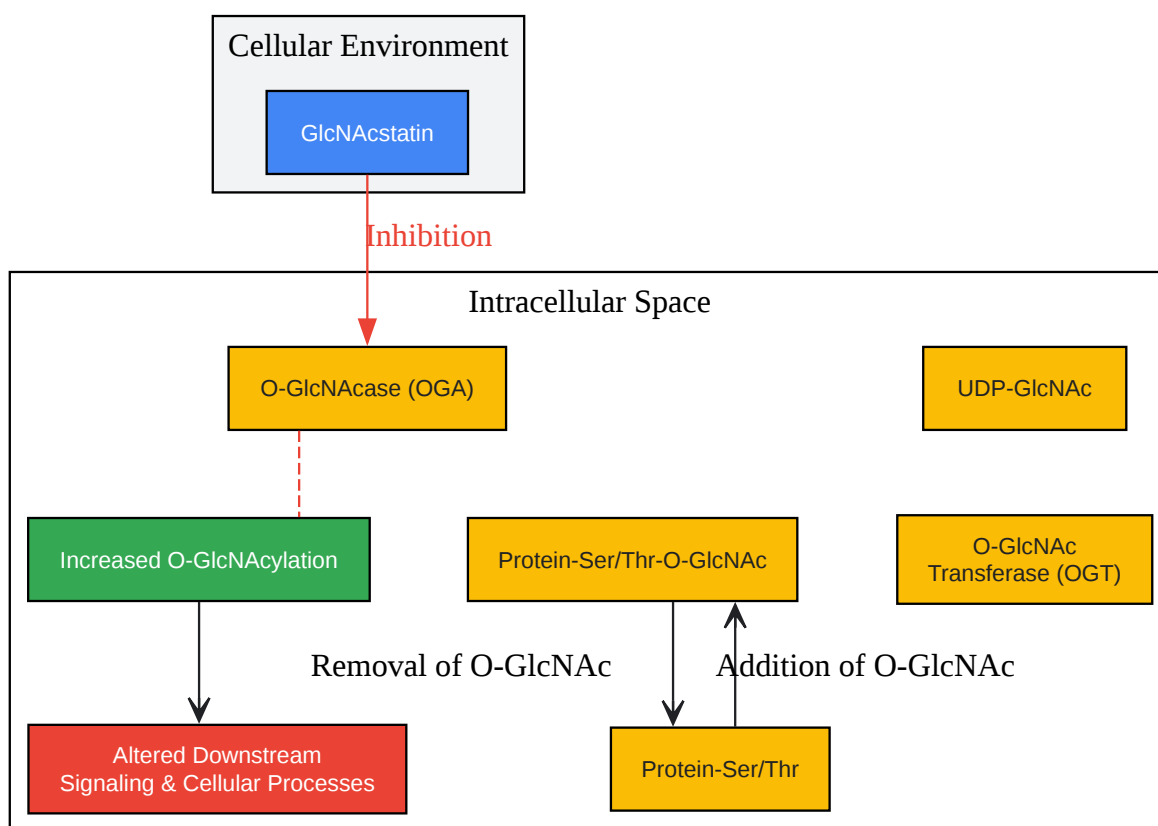 Cellular Environment
GlcNAcstatin
Inhibition
Intracellular Space
O-GlcNAcase (OGA)
UDP-GlcNAc
Increased O-GlcNAcylation
Protein-Ser/Thr-O-GlcNAc
O-GlcNAc
Transferase (OGT)
Removal of O-GlcNAc
Addition of O-GlcNAc
Altered Downstream
Signaling & Cellular Processes
Protein-Ser/Thr